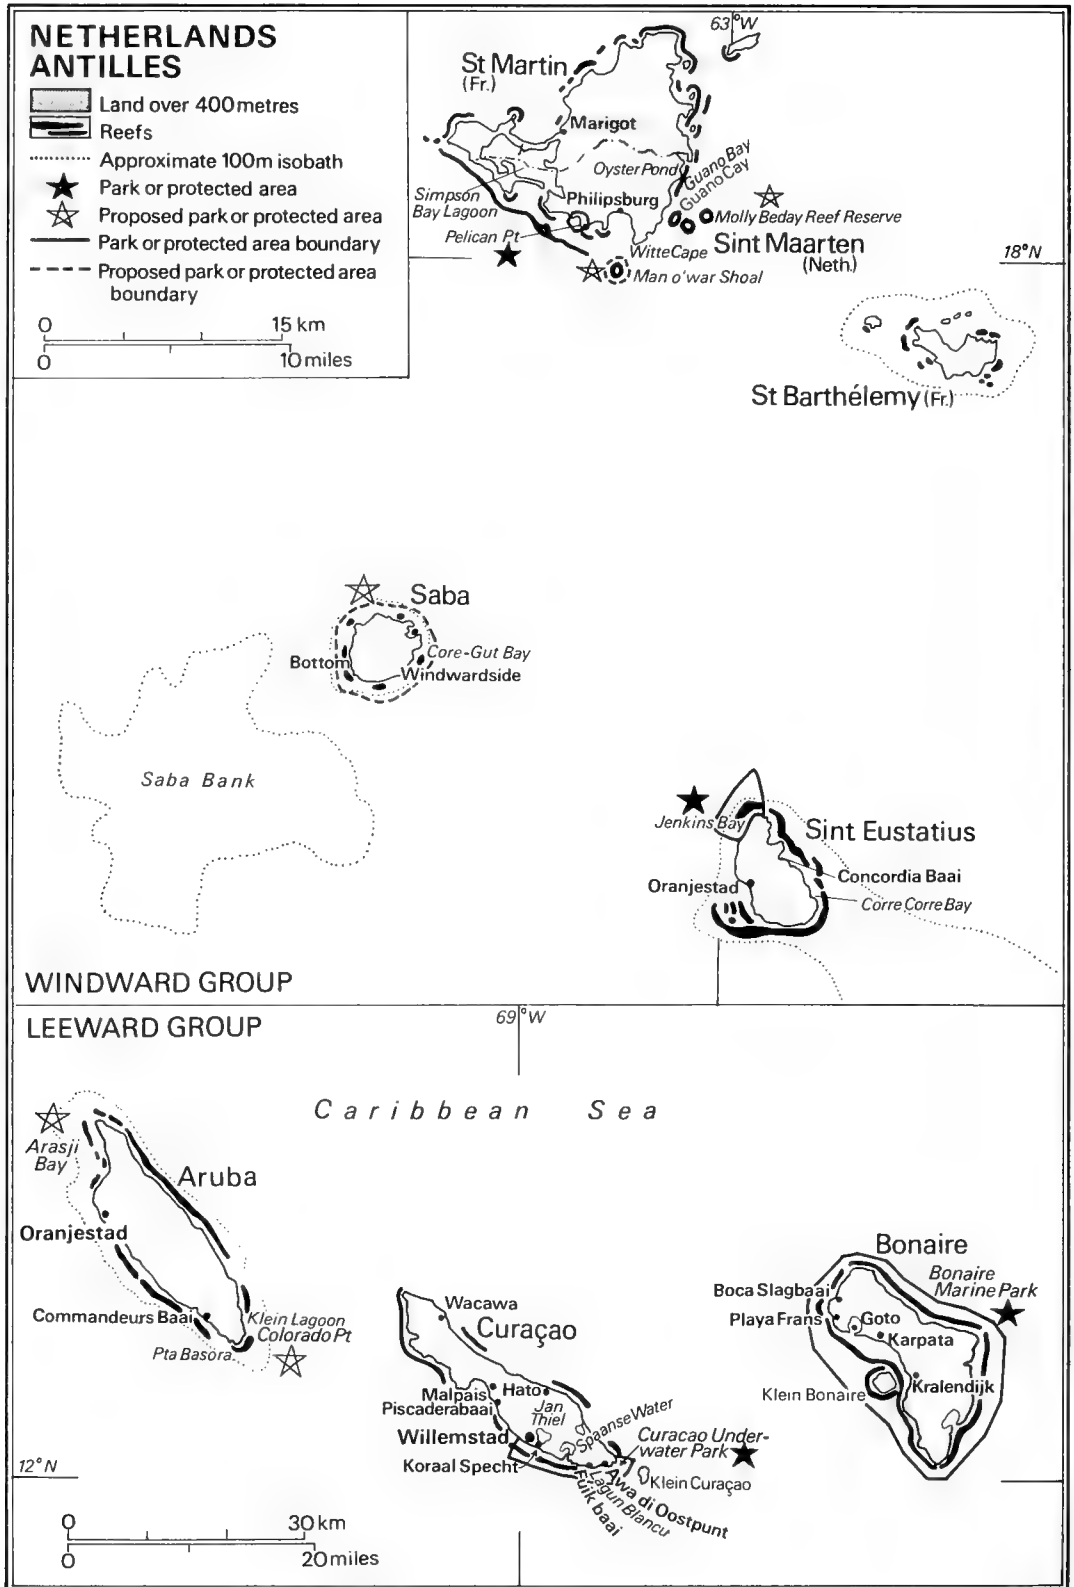 NETHERLANDS
ANTILLES
Land over 400 metres
Reefs
Approximate 100m isobath
Park or protected area
Proposed park or protected area
Park or protected area boundary
Proposed park or protected area
boundary
0 15 km
0 10 miles
63°W
St Martin
(Fr.)
Marigot
Oyster Pond
Guano Bay
Guano Cay
Simpson
Bay Lagoon
Philipsburg
Pelican Pt
Molly Beday Reef Reserve
Witte Cape
Sint Maarten
(Neth.)
Man o'war Shoal
18°N
St Barthélemy (Fr.)
Saba
Core-Gut Bay
Bottom
Windwardside
Saba Bank
Jenkins Bay
Sint Eustatius
Concordia Baai
Oranjestad
Corre Corre Bay
WINDWARD GROUP
LEEWARD GROUP
69°W
Caribbean Sea
Arasji
Bay
Aruba
Oranjestad
Commandeurs Baai
Klein Lagoon
Colorado Pt
Pta Basora
Wacawa
Curaçao
Malpais
Hato
Piscaderabaai
Jan
Thiel
Willemstad
Spaanse Water
Koraal Specht
Curacao Under-
water Park
Klein Curaçao
Awa di Oostpunt
Lagun Blancu
Fuik baai
Bonaire
Bonaire
Marine Park
Boca Slagbaai
Playa Frans
Goto
Karpata
Klein Bonaire
Kralendijk
12°N
0 30 km
0 20 miles